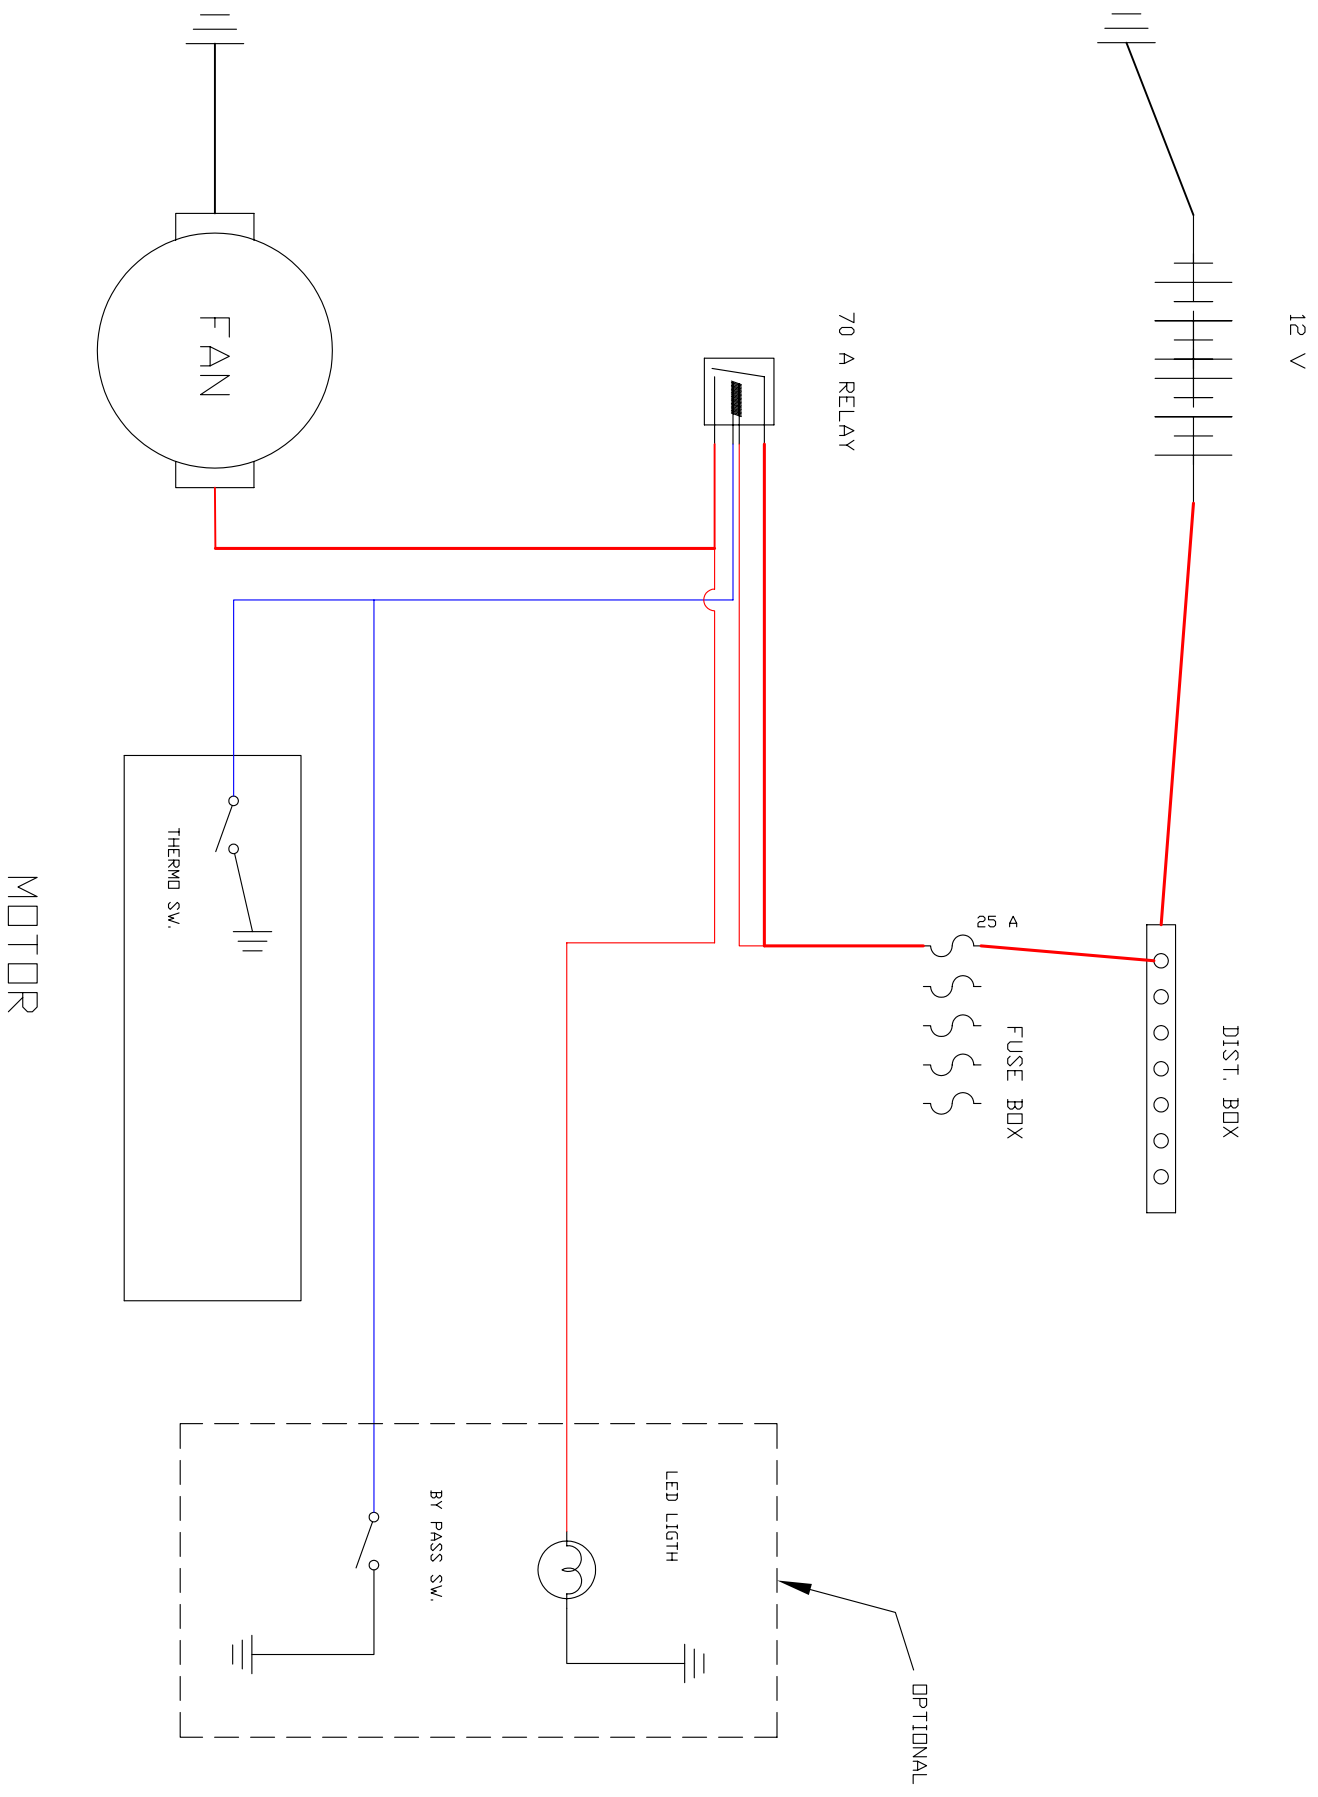 12 V
70 A RELAY
FAN
25 A
FUSE BOX
DIST. BOX
THERMO SW.
MOTOR
LED LIGTH
BY PASS SW.
OPTIONAL